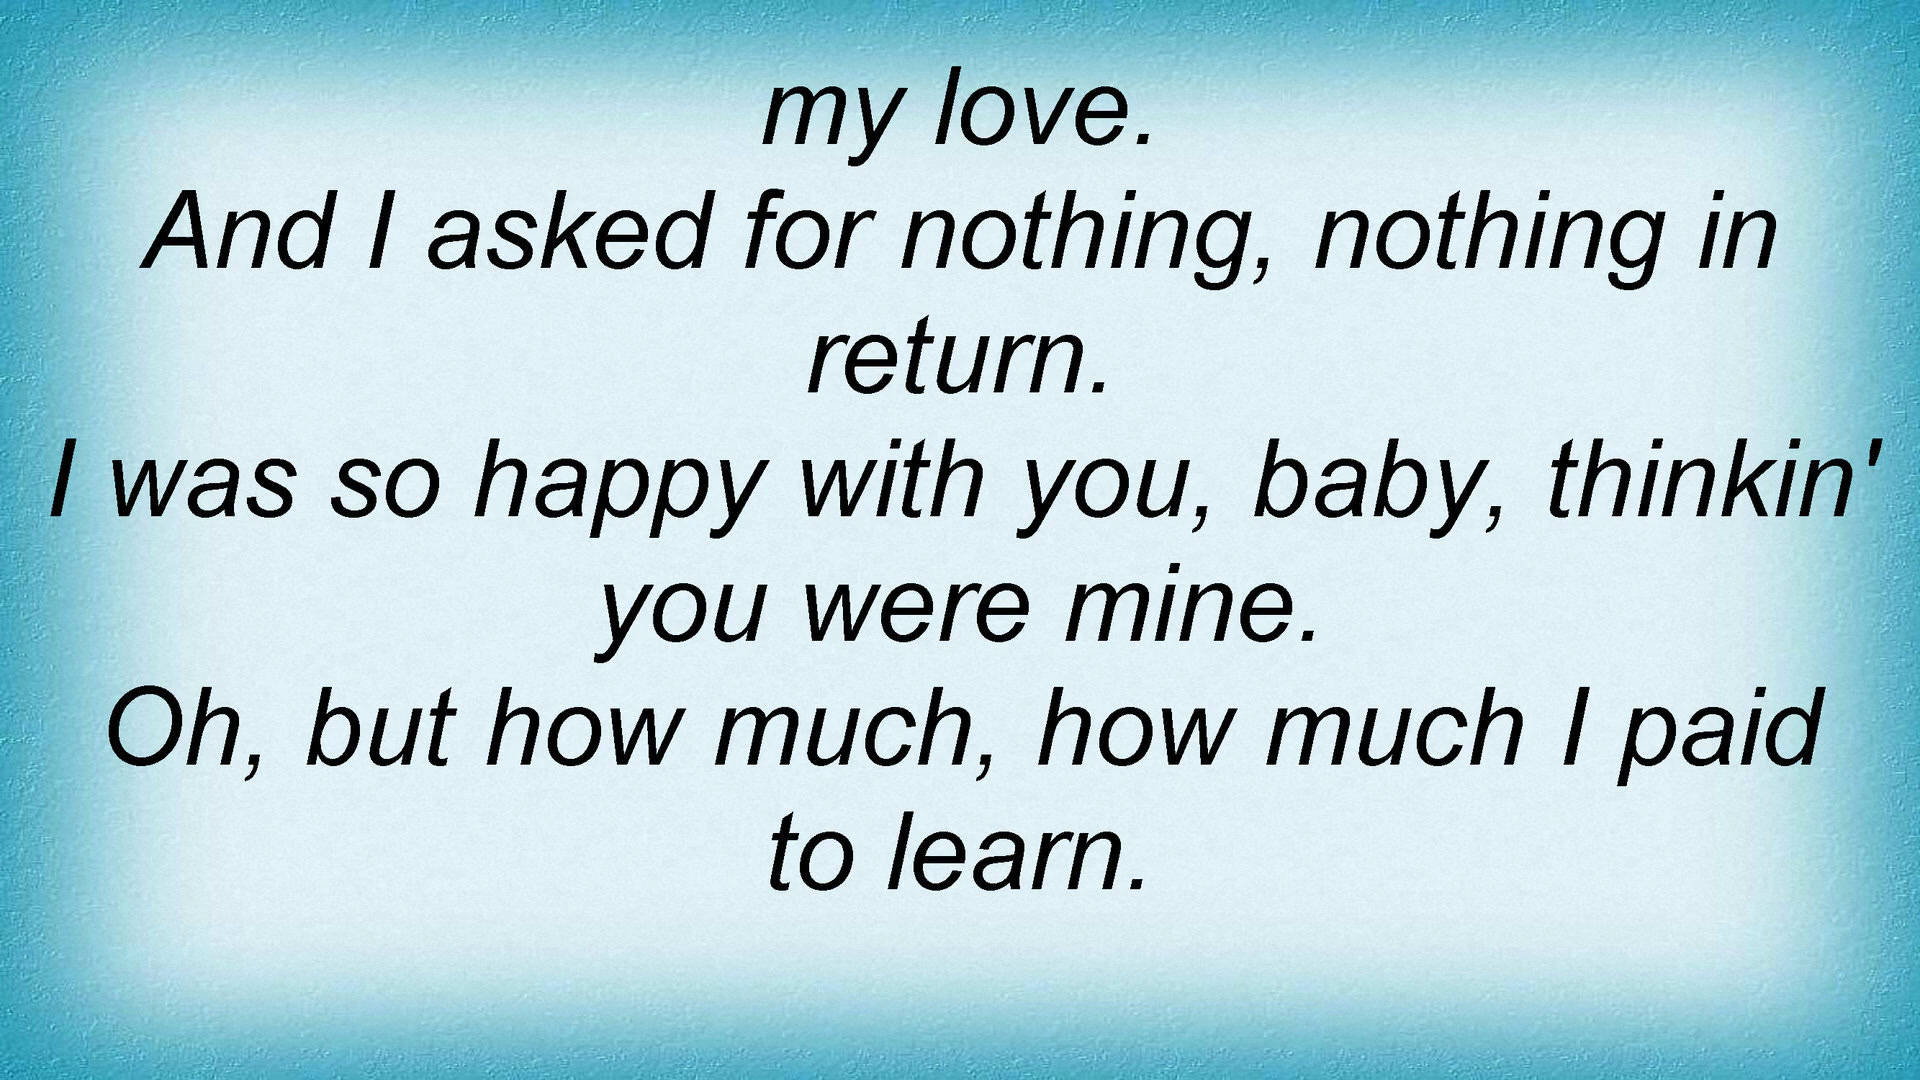 my love.
And I asked for nothing, nothing in
return.
I was so happy with you, baby, thinkin'
you were mine.
Oh, but how much, how much I paid
to learn.